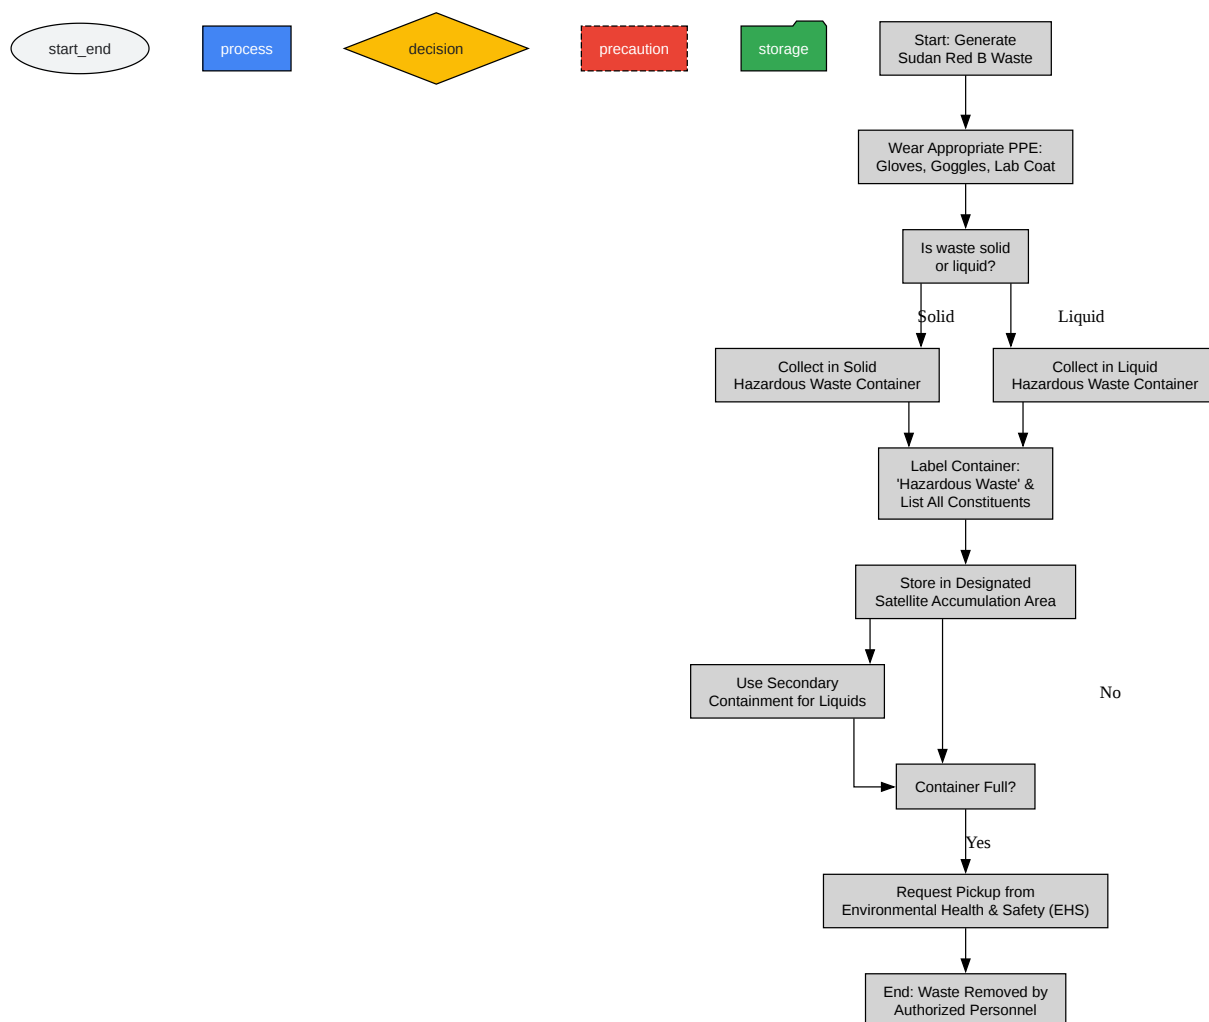 start_end
process
decision
precaution
storage
Start: Generate
Sudan Red B Waste
Wear Appropriate PPE:
Gloves, Goggles, Lab Coat
Is waste solid
or liquid?
Solid
Liquid
Collect in Solid
Hazardous Waste Container
Collect in Liquid
Hazardous Waste Container
Label Container:
'Hazardous Waste' &
List All Constituents
Store in Designated
Satellite Accumulation Area
Use Secondary
Containment for Liquids
No
Container Full?
Yes
Request Pickup from
Environmental Health & Safety (EHS)
End: Waste Removed by
Authorized Personnel